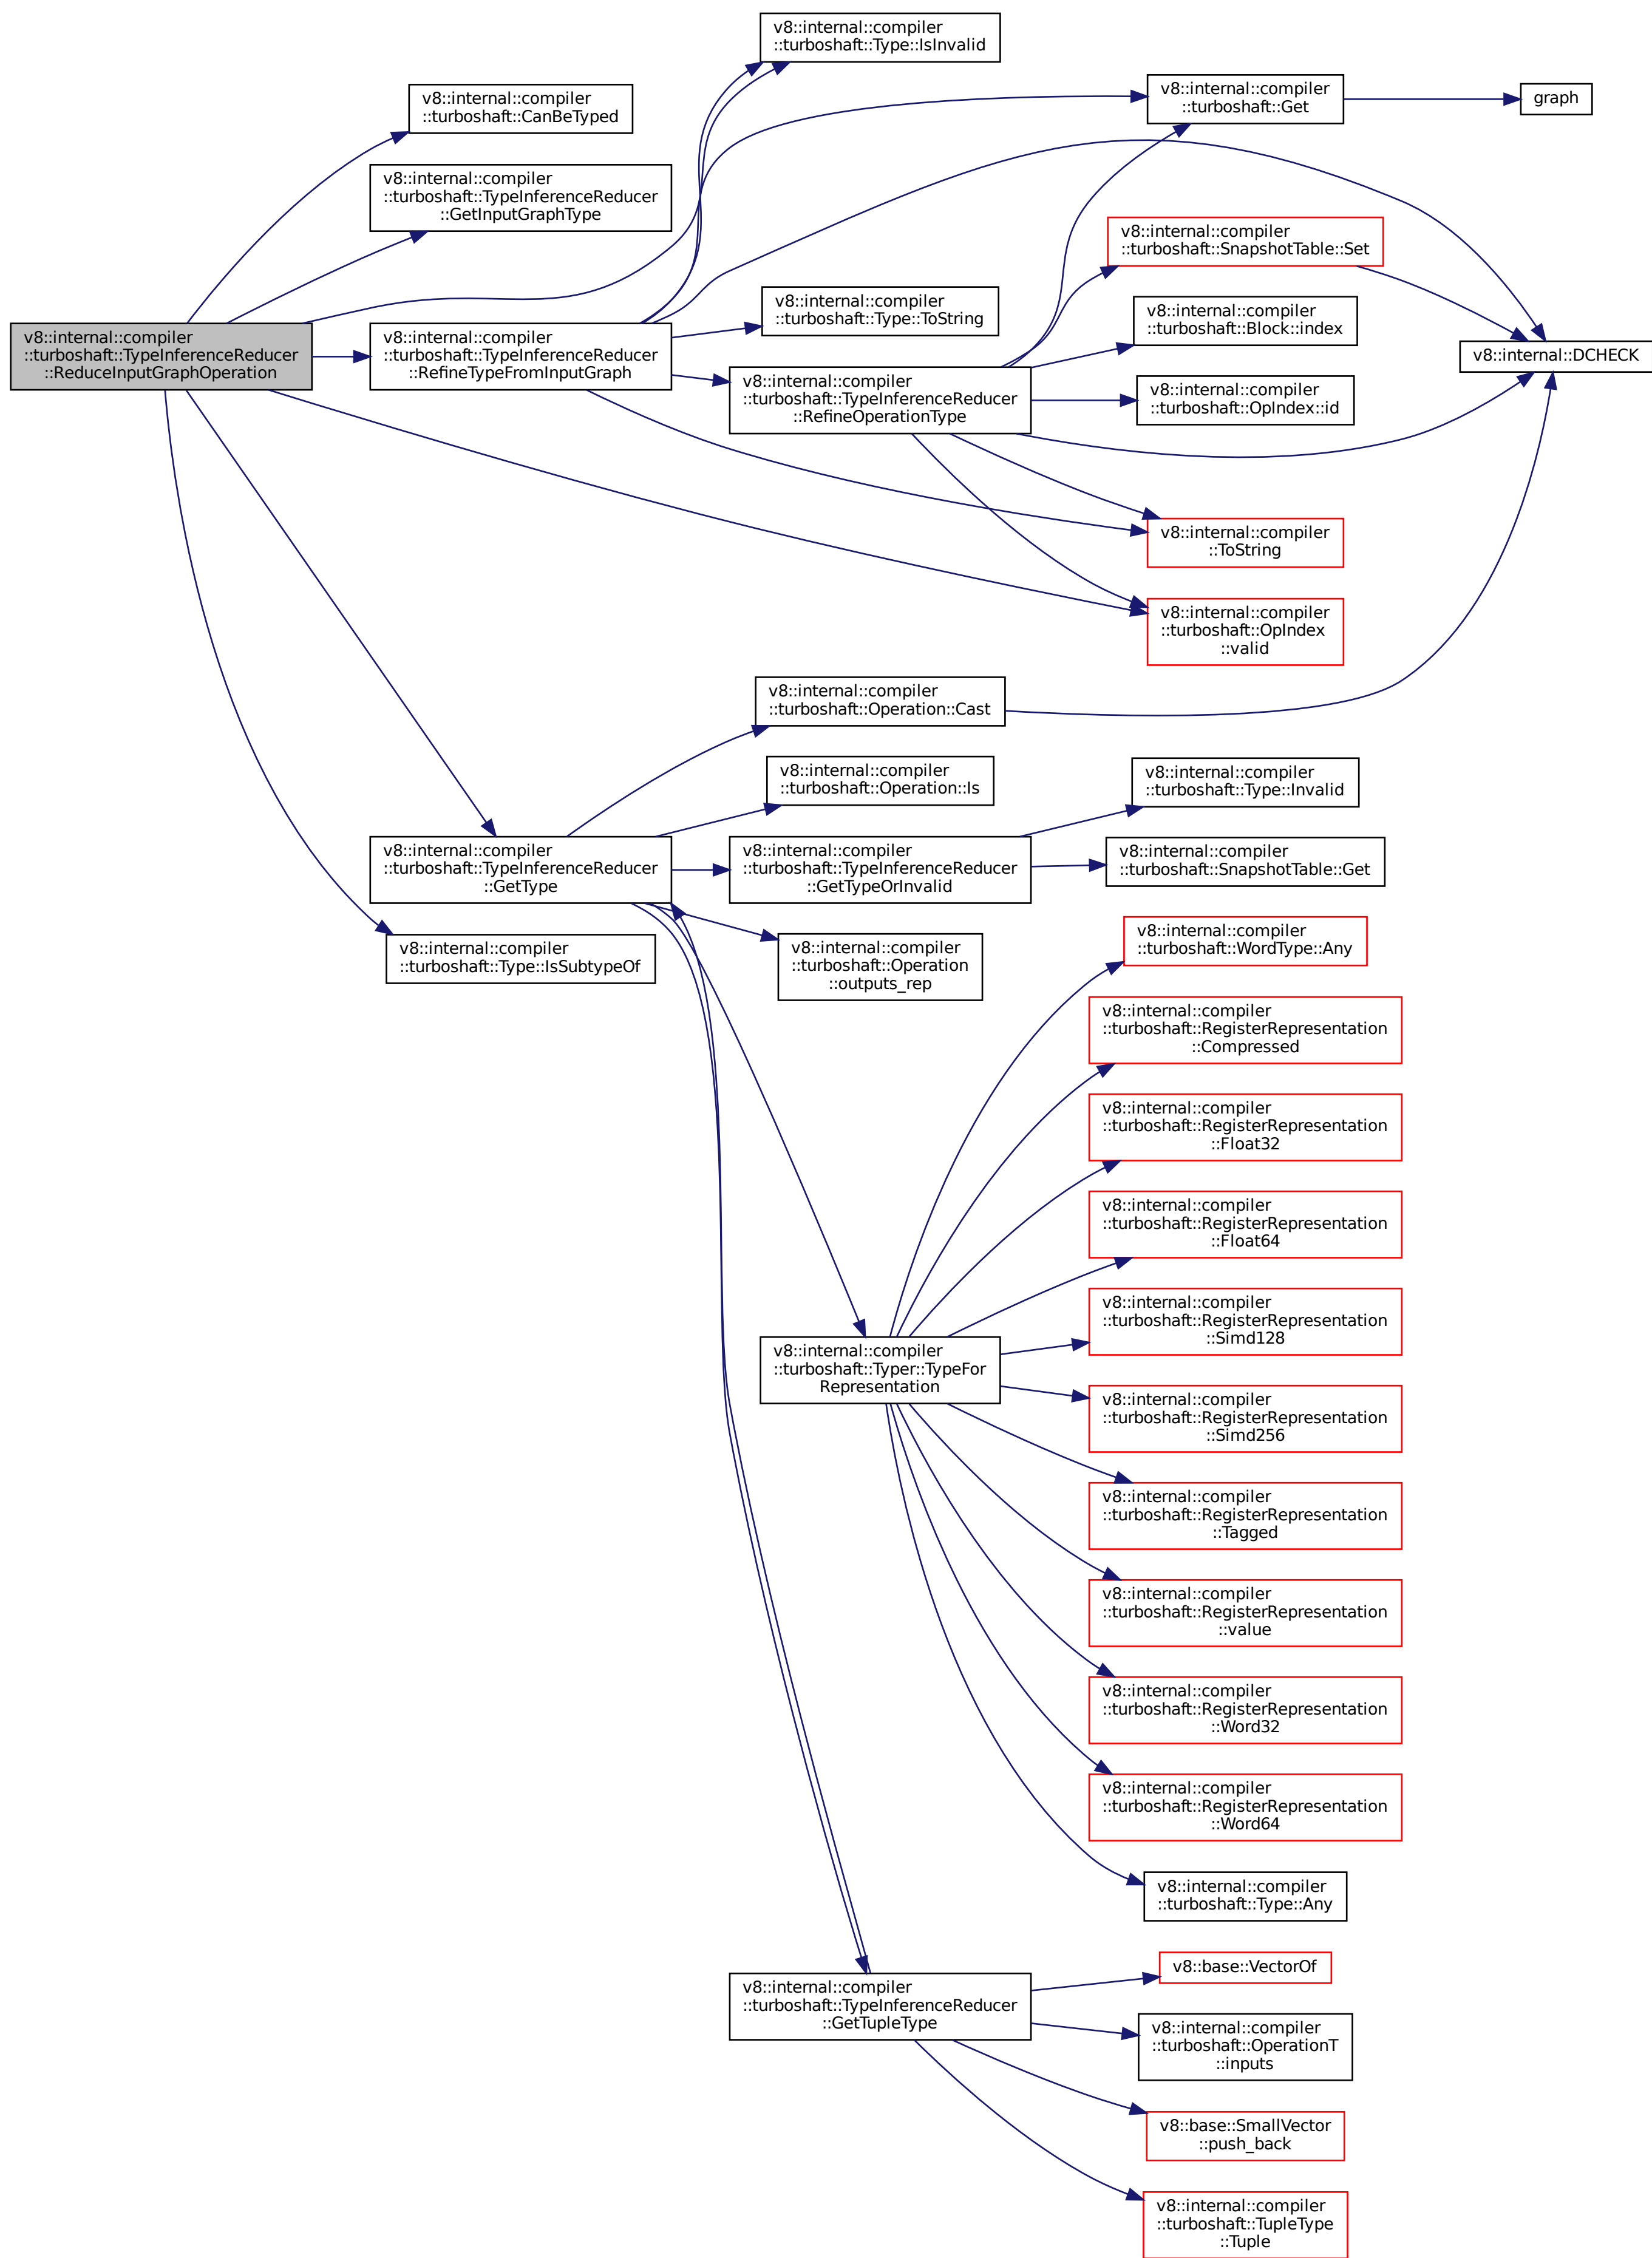 v8::internal::compiler
::turboshaft::TypeInferenceReducer
::ReduceInputGraphOperation
v8::internal::compiler
::turboshaft::CanBeTyped
v8::internal::compiler
::turboshaft::TypeInferenceReducer
::GetInputGraphType
v8::internal::compiler
::turboshaft::TypeInferenceReducer
::RefineTypeFromInputGraph
v8::internal::compiler
::turboshaft::TypeInferenceReducer
::GetType
v8::internal::compiler
::turboshaft::Type::IsSubtypeOf
v8::internal::compiler
::turboshaft::Type::IsInvalid
v8::internal::compiler
::turboshaft::Type::ToString
v8::internal::compiler
::turboshaft::TypeInferenceReducer
::RefineOperationType
v8::internal::compiler
::turboshaft::Operation::Cast
v8::internal::compiler
::turboshaft::Operation::Is
v8::internal::compiler
::turboshaft::TypeInferenceReducer
::GetTypeOrInvalid
v8::internal::compiler
::turboshaft::Operation
::outputs_rep
v8::internal::compiler
::turboshaft::Typer::TypeFor
Representation
v8::internal::compiler
::turboshaft::TypeInferenceReducer
::GetTupleType
v8::internal::compiler
::turboshaft::Get
v8::internal::compiler
::turboshaft::SnapshotTable::Set
v8::internal::compiler
::turboshaft::Block::index
v8::internal::compiler
::turboshaft::OpIndex::id
v8::internal::compiler
::ToString
v8::internal::compiler
::turboshaft::OpIndex
::valid
v8::internal::compiler
::turboshaft::Type::Invalid
v8::internal::compiler
::turboshaft::SnapshotTable::Get
v8::internal::compiler
::turboshaft::WordType::Any
v8::internal::compiler
::turboshaft::RegisterRepresentation
::Compressed
v8::internal::compiler
::turboshaft::RegisterRepresentation
::Float32
v8::internal::compiler
::turboshaft::RegisterRepresentation
::Float64
v8::internal::compiler
::turboshaft::RegisterRepresentation
::Simd128
v8::internal::compiler
::turboshaft::RegisterRepresentation
::Simd256
v8::internal::compiler
::turboshaft::RegisterRepresentation
::Tagged
v8::internal::compiler
::turboshaft::RegisterRepresentation
::value
v8::internal::compiler
::turboshaft::RegisterRepresentation
::Word32
v8::internal::compiler
::turboshaft::RegisterRepresentation
::Word64
v8::internal::compiler
::turboshaft::Type::Any
v8::base::VectorOf
v8::internal::compiler
::turboshaft::OperationT
::inputs
v8::base::SmallVector
::push_back
v8::internal::compiler
::turboshaft::TupleType
::Tuple
graph
v8::internal::DCHECK